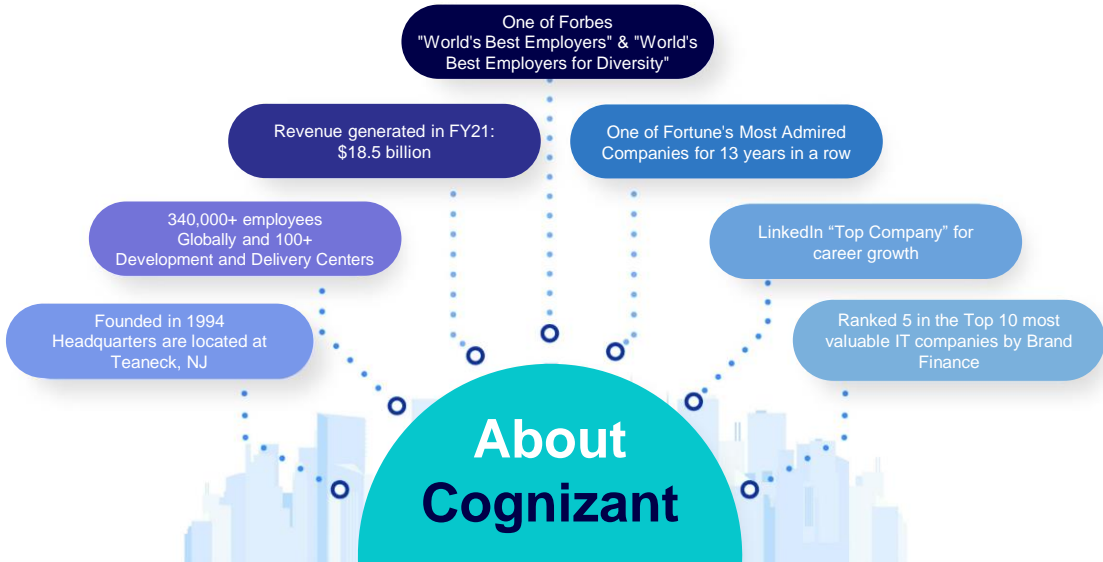 One of Forbes
"World's Best Employers" & "World's
Best Employers for Diversity"
Revenue generated in FY21:
$18.5 billion
One of Fortune's Most Admired
Companies for 13 years in a row
340,000+ employees
Globally and 100+
Development and Delivery Centers
LinkedIn “Top Company” for
career growth
Founded in 1994
Headquarters are located at
Teaneck, NJ
Ranked 5 in the Top 10 most
valuable IT companies by Brand
Finance
About
Cognizant